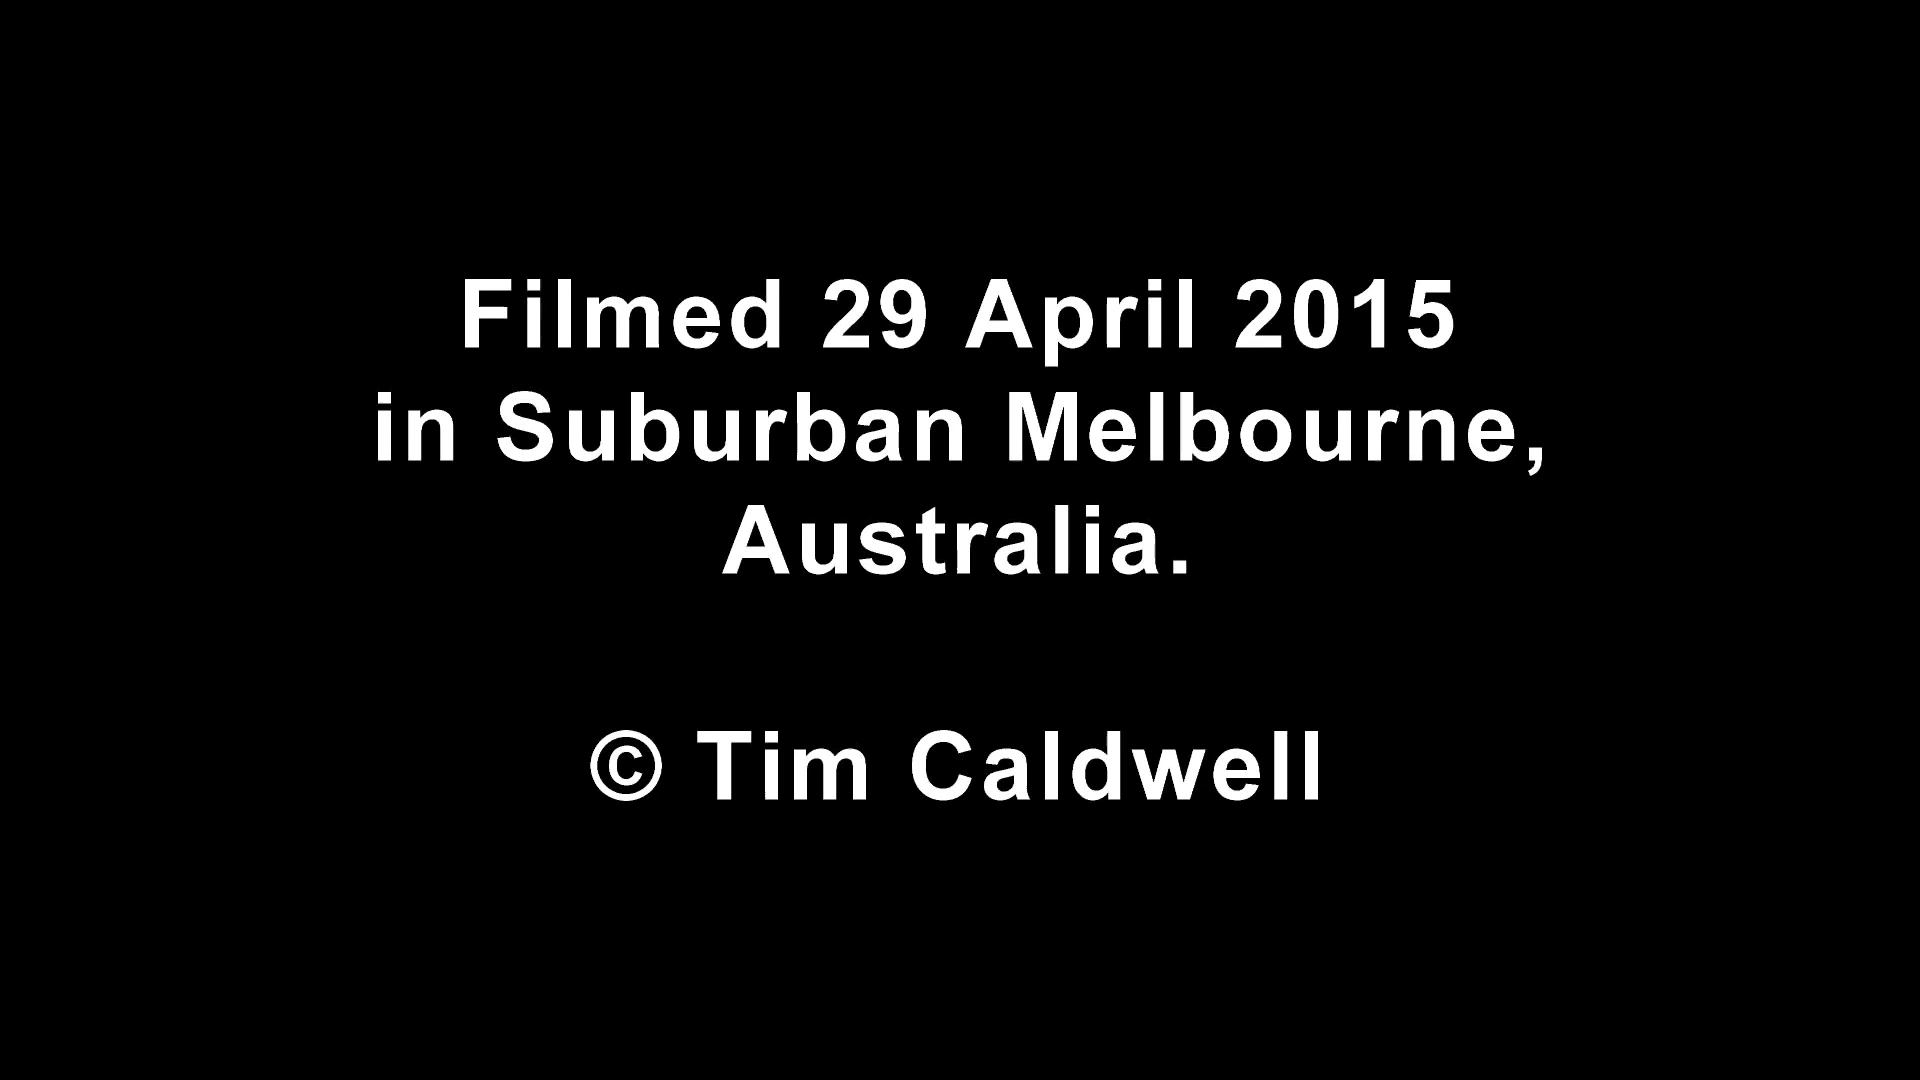 Filmed 29 April 2015
in Suburban Melbourne,
Australia.
© Tim Caldwell